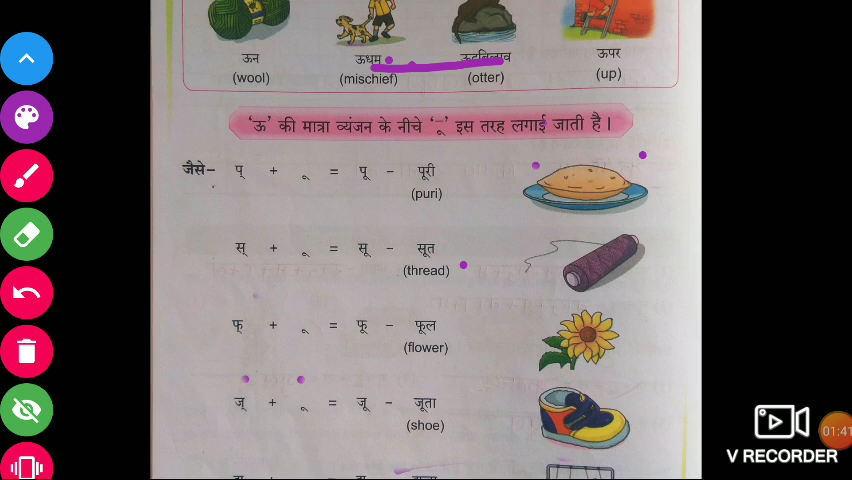 ऊन ऊधम ऊदबिलाव ऊपर
(wool) (mischief) (otter) (up)
'ऊ' की मात्रा व्यंजन के नीचे 'ू' इस तरह लगाई जाती है।
जैसे– प् + ू = पू – पूरी
(puri)
स् + ू = सू – सूत
(thread)
फ् + ू = फू – फूल
(flower)
ज् + ू = जू – जूता
(shoe)
V RECORDER
01:41